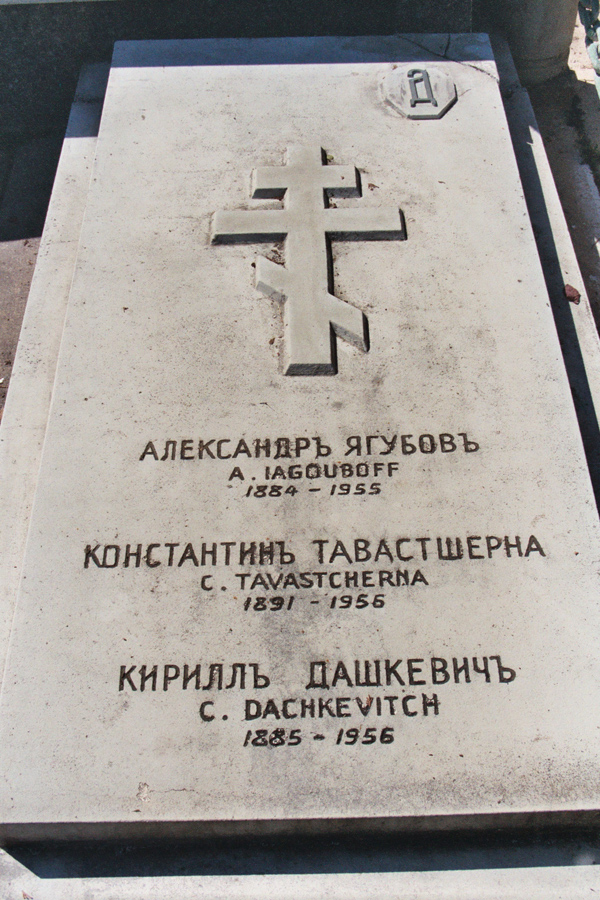 Д
АЛЕКСАНДРЪ ЯГУБОВЪ
A. IAGOUBOFF
1884 - 1955
КОНСТАНТИНЪ ТАВАСТШЕРНА
C. TAVASTCHERNA
1891 - 1956
КИРИЛЛЪ ДАШКЕВИЧЪ
C. DACHKEVITCH
1885 - 1956